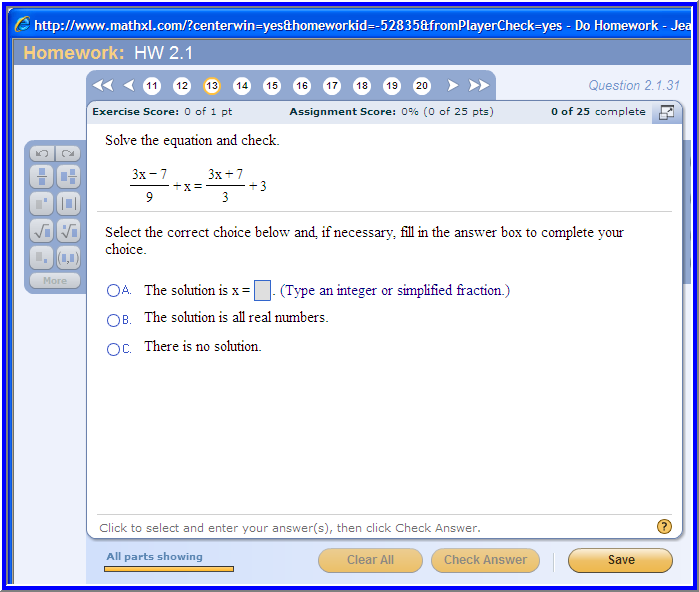 http://www.mathxl.com/?centerwin=yes&homeworkid=-52835&fromPlayerCheck=yes - Do Homework - Jea
Homework: HW 2.1
11 12 13 14 15 16 17 18 19 20
Question 2.1.31
Exercise Score: 0 of 1 pt Assignment Score: 0% (0 of 25 pts) 0 of 25 complete
Solve the equation and check.
3x − 7 3x + 7
+ x = + 3
9 3
Select the correct choice below and, if necessary, fill in the answer box to complete your
choice.
A. The solution is x = . (Type an integer or simplified fraction.)
B. The solution is all real numbers.
C. There is no solution.
More
Click to select and enter your answer(s), then click Check Answer.
?
All parts showing
Clear All Check Answer Save